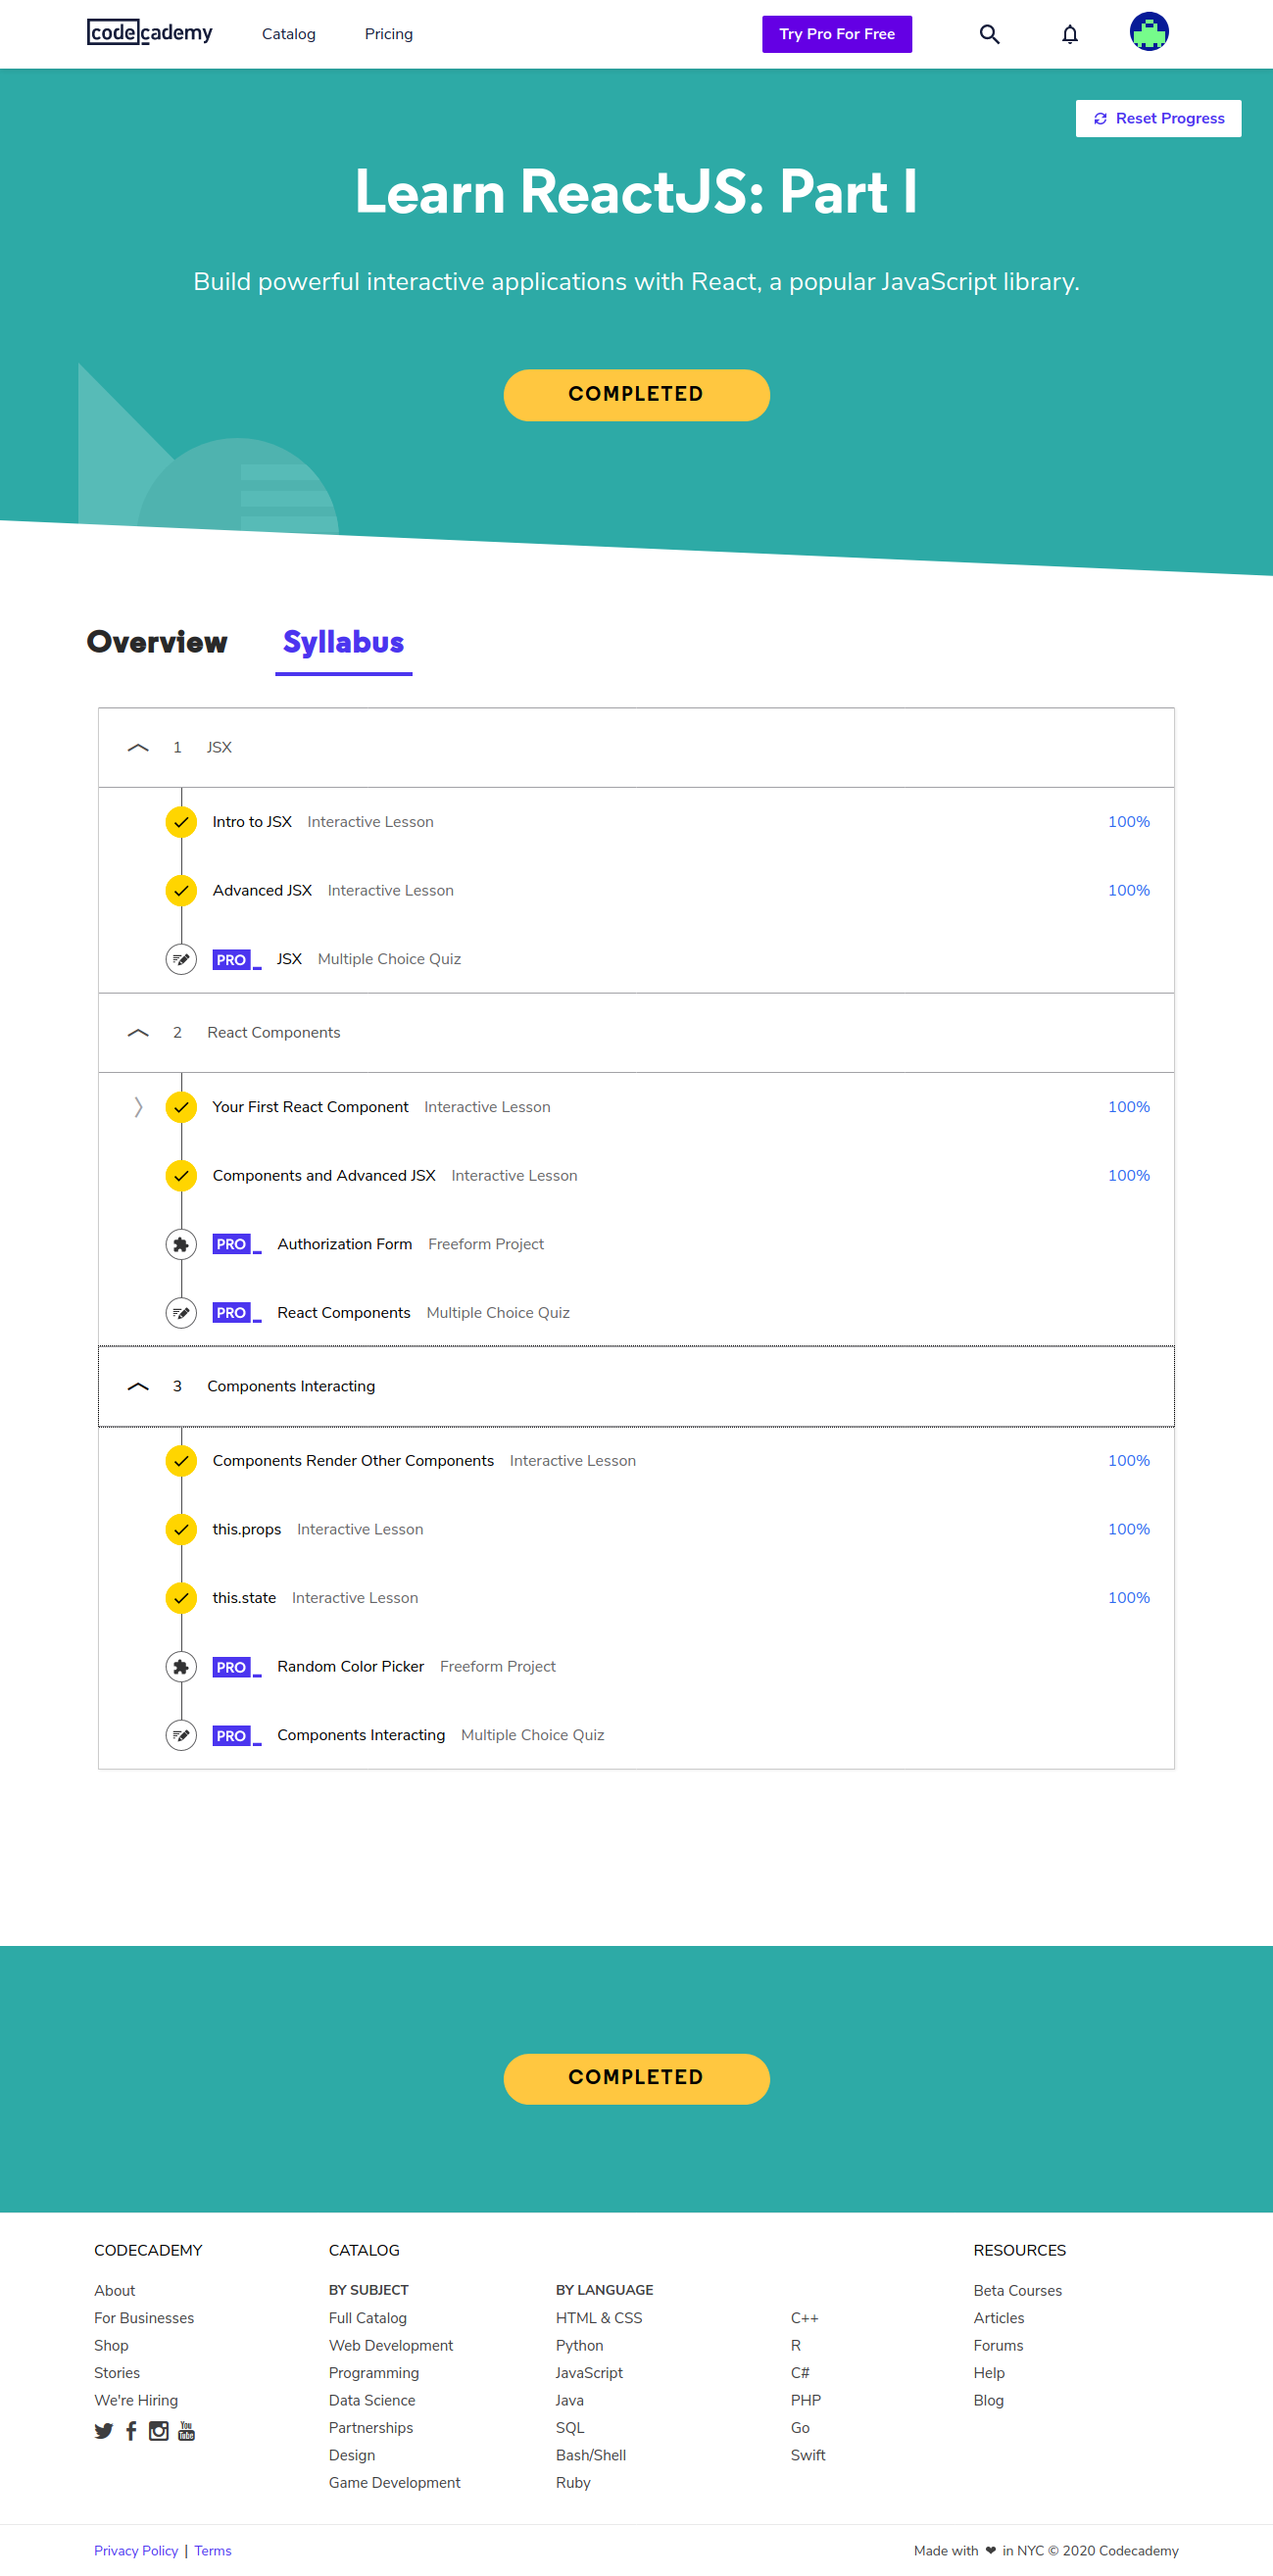 codecademy Catalog Pricing Try Pro For Free
Reset Progress
Learn ReactJS: Part I
Build powerful interactive applications with React, a popular JavaScript library.
COMPLETED
Overview Syllabus
1 JSX
Intro to JSX Interactive Lesson 100%
Advanced JSX Interactive Lesson 100%
PRO JSX Multiple Choice Quiz
2 React Components
Your First React Component Interactive Lesson 100%
Components and Advanced JSX Interactive Lesson 100%
PRO Authorization Form Freeform Project
PRO React Components Multiple Choice Quiz
3 Components Interacting
Components Render Other Components Interactive Lesson 100%
this.props Interactive Lesson 100%
this.state Interactive Lesson 100%
PRO Random Color Picker Freeform Project
PRO Components Interacting Multiple Choice Quiz
COMPLETED
CODECADEMY
About
For Businesses
Shop
Stories
We're Hiring
You Tube
CATALOG
BY SUBJECT
Full Catalog
Web Development
Programming
Data Science
Partnerships
Design
Game Development
BY LANGUAGE
HTML & CSS
Python
JavaScript
Java
SQL
Bash/Shell
Ruby
C++
R
C#
PHP
Go
Swift
RESOURCES
Beta Courses
Articles
Forums
Help
Blog
Privacy Policy | Terms
Made with ❤ in NYC © 2020 Codecademy